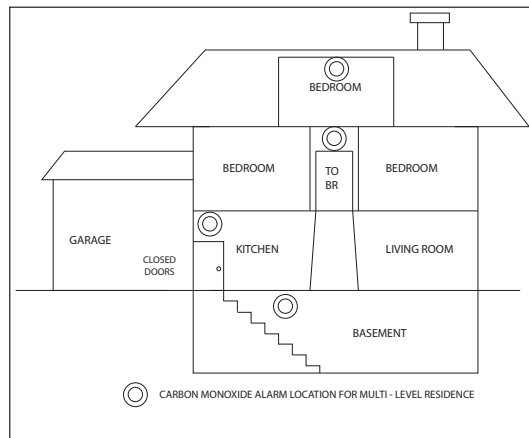 BEDROOM
BEDROOM
TO
BR
BEDROOM
GARAGE
CLOSED
DOORS
KITCHEN
LIVING ROOM
BASEMENT
CARBON MONOXIDE ALARM LOCATION FOR MULTI - LEVEL RESIDENCE